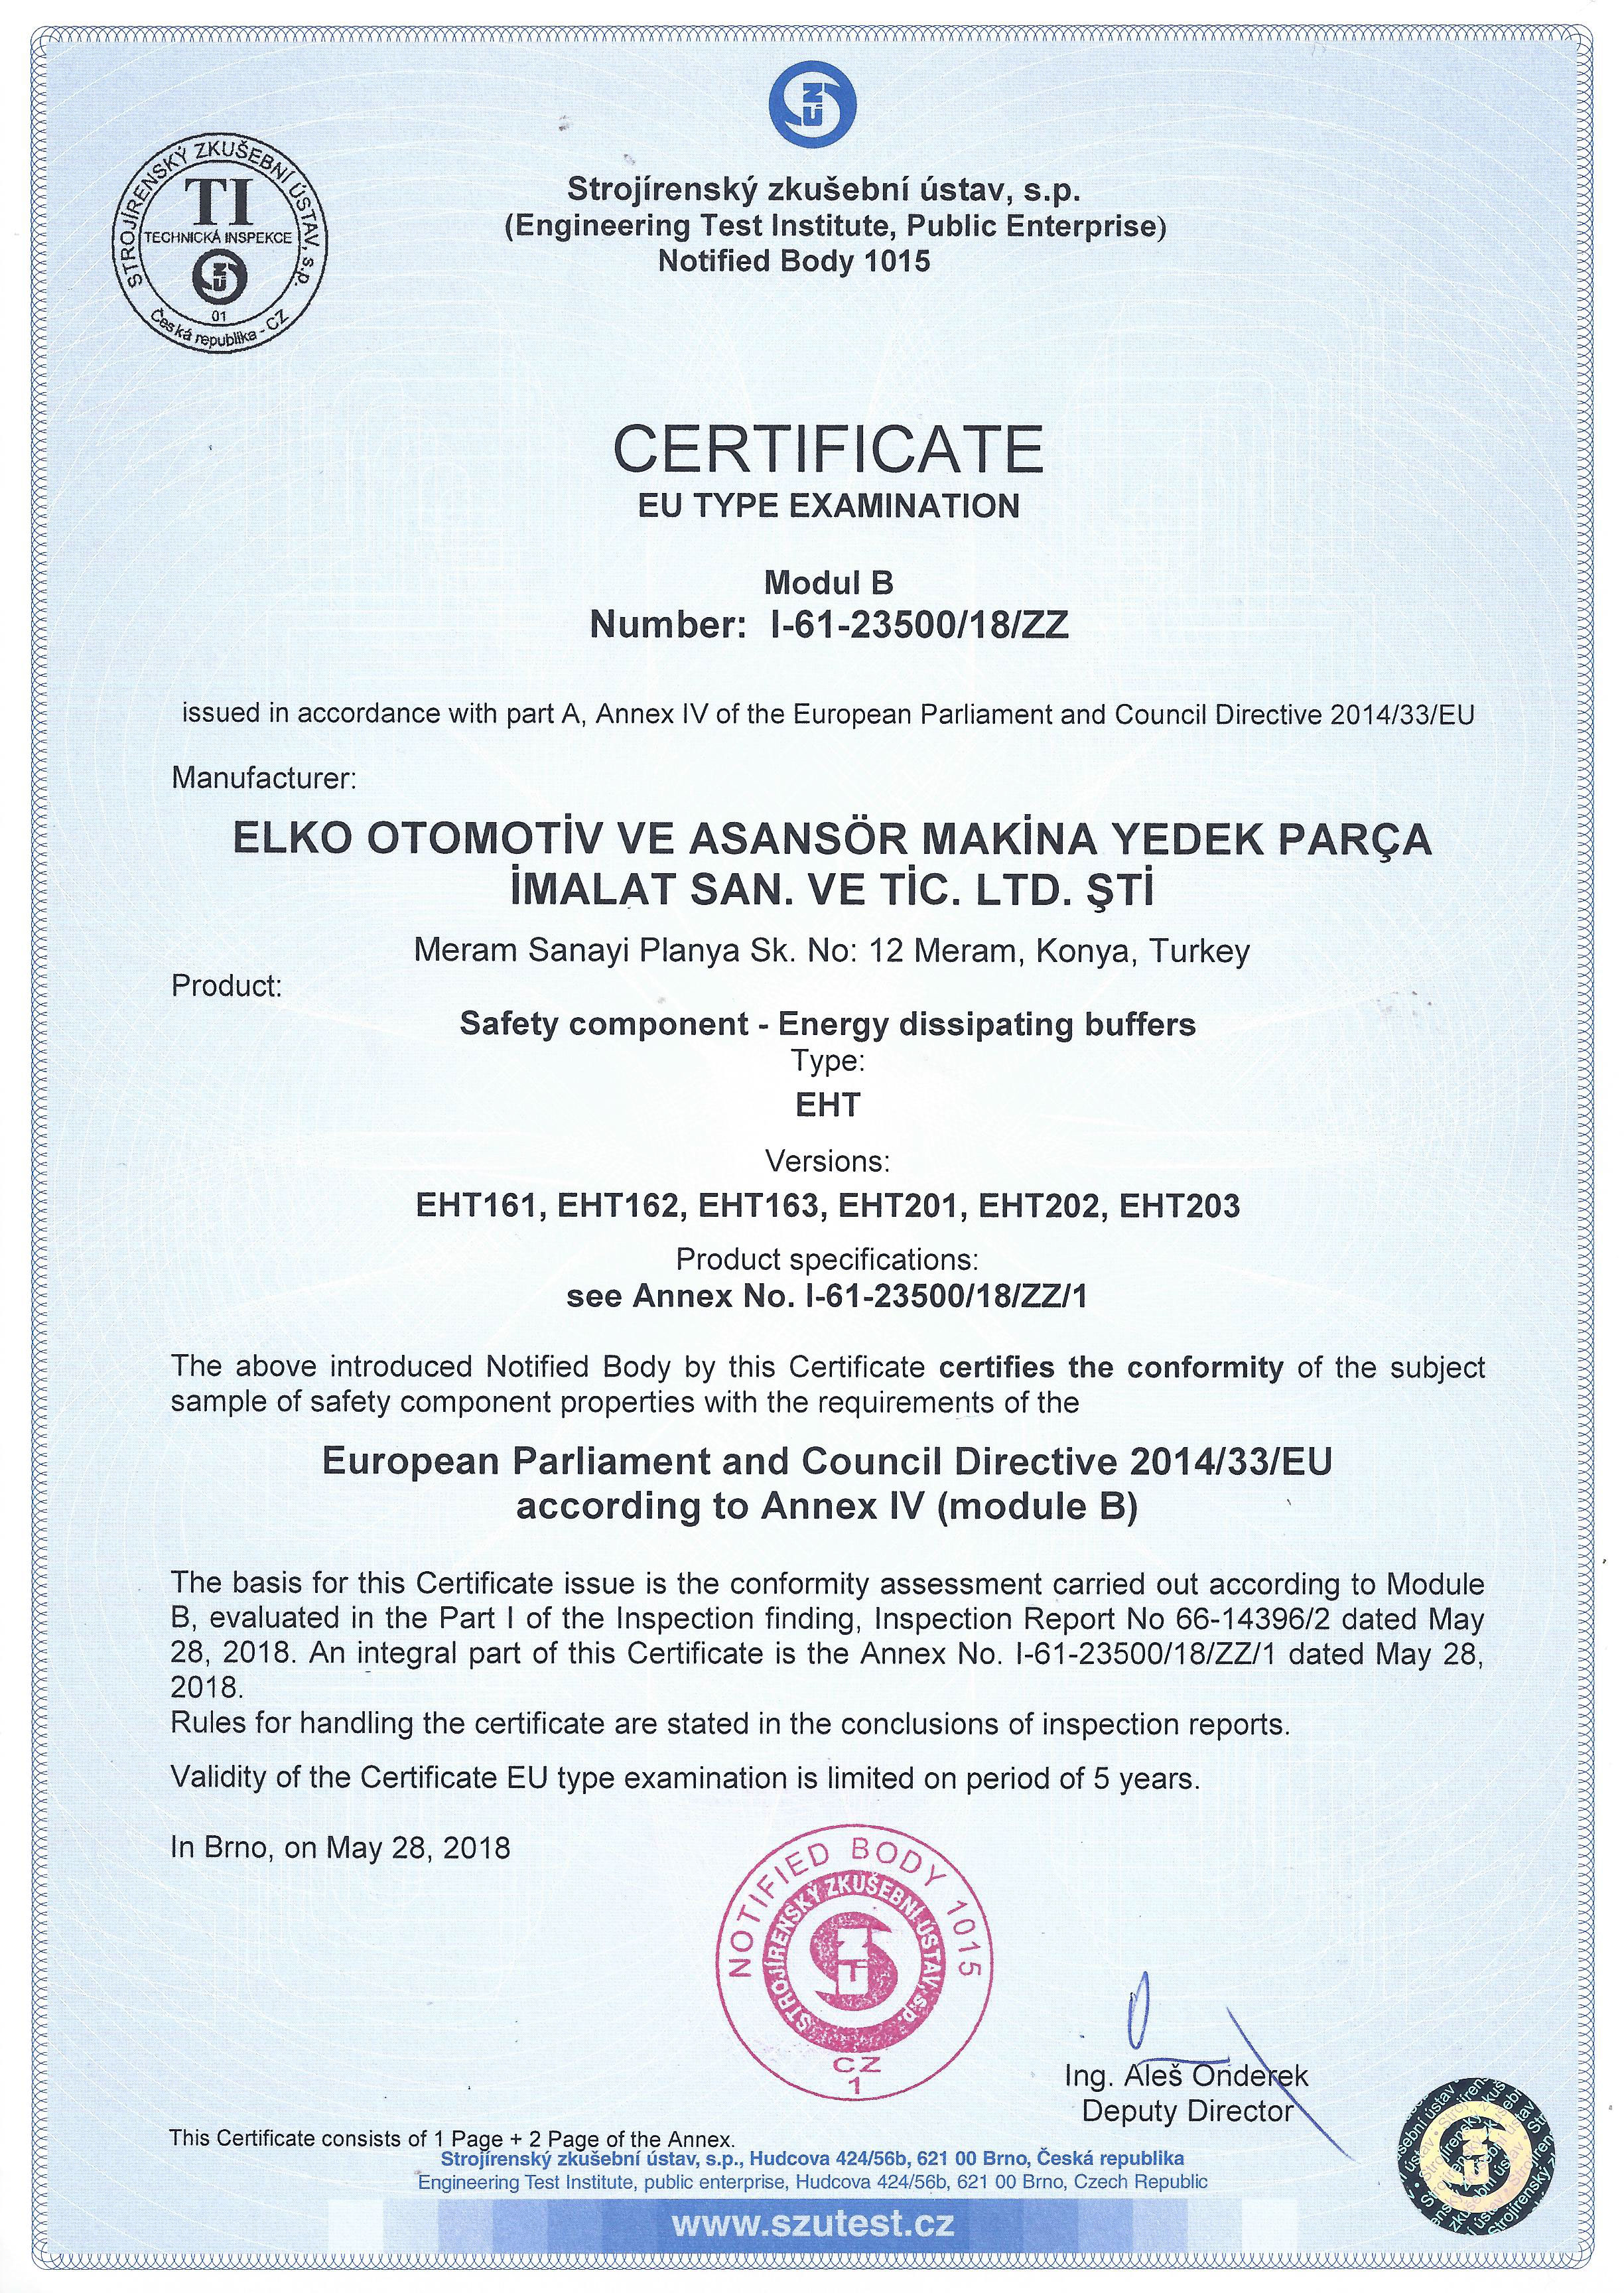 ZÚ
STROJÍRENSKÝ ZKUŠEBNÍ ÚSTAV, s.p.
TI
TECHNICKÁ INSPEKCE
ZÚ
01
Česká republika - CZ
Strojírenský zkušební ústav, s.p.
(Engineering Test Institute, Public Enterprise)
Notified Body 1015
CERTIFICATE
EU TYPE EXAMINATION
Modul B
Number: I-61-23500/18/ZZ
issued in accordance with part A, Annex IV of the European Parliament and Council Directive 2014/33/EU
Manufacturer:
ELKO OTOMOTİV VE ASANSÖR MAKİNA YEDEK PARÇA
İMALAT SAN. VE TİC. LTD. ŞTİ
Meram Sanayi Planya Sk. No: 12 Meram, Konya, Turkey
Product:
Safety component - Energy dissipating buffers
Type:
EHT
Versions:
EHT161, EHT162, EHT163, EHT201, EHT202, EHT203
Product specifications:
see Annex No. I-61-23500/18/ZZ/1
The above introduced Notified Body by this Certificate certifies the conformity of the subject
sample of safety component properties with the requirements of the
European Parliament and Council Directive 2014/33/EU
according to Annex IV (module B)
The basis for this Certificate issue is the conformity assessment carried out according to Module
B, evaluated in the Part I of the Inspection finding, Inspection Report No 66-14396/2 dated May
28, 2018. An integral part of this Certificate is the Annex No. I-61-23500/18/ZZ/1 dated May 28,
2018.
Rules for handling the certificate are stated in the conclusions of inspection reports.
Validity of the Certificate EU type examination is limited on period of 5 years.
In Brno, on May 28, 2018
NOTIFIED BODY 1015
STROJÍRENSKÝ ZKUŠEBNÍ ÚSTAV, s.p.
ZÚ
CZ
1
Ing. Aleš Onderek
Deputy Director
This Certificate consists of 1 Page + 2 Page of the Annex.
Strojírenský zkušební ústav, s.p., Hudcova 424/56b, 621 00 Brno, Česká republika
Engineering Test Institute, public enterprise, Hudcova 424/56b, 621 00 Brno, Czech Republic
www.szutest.cz